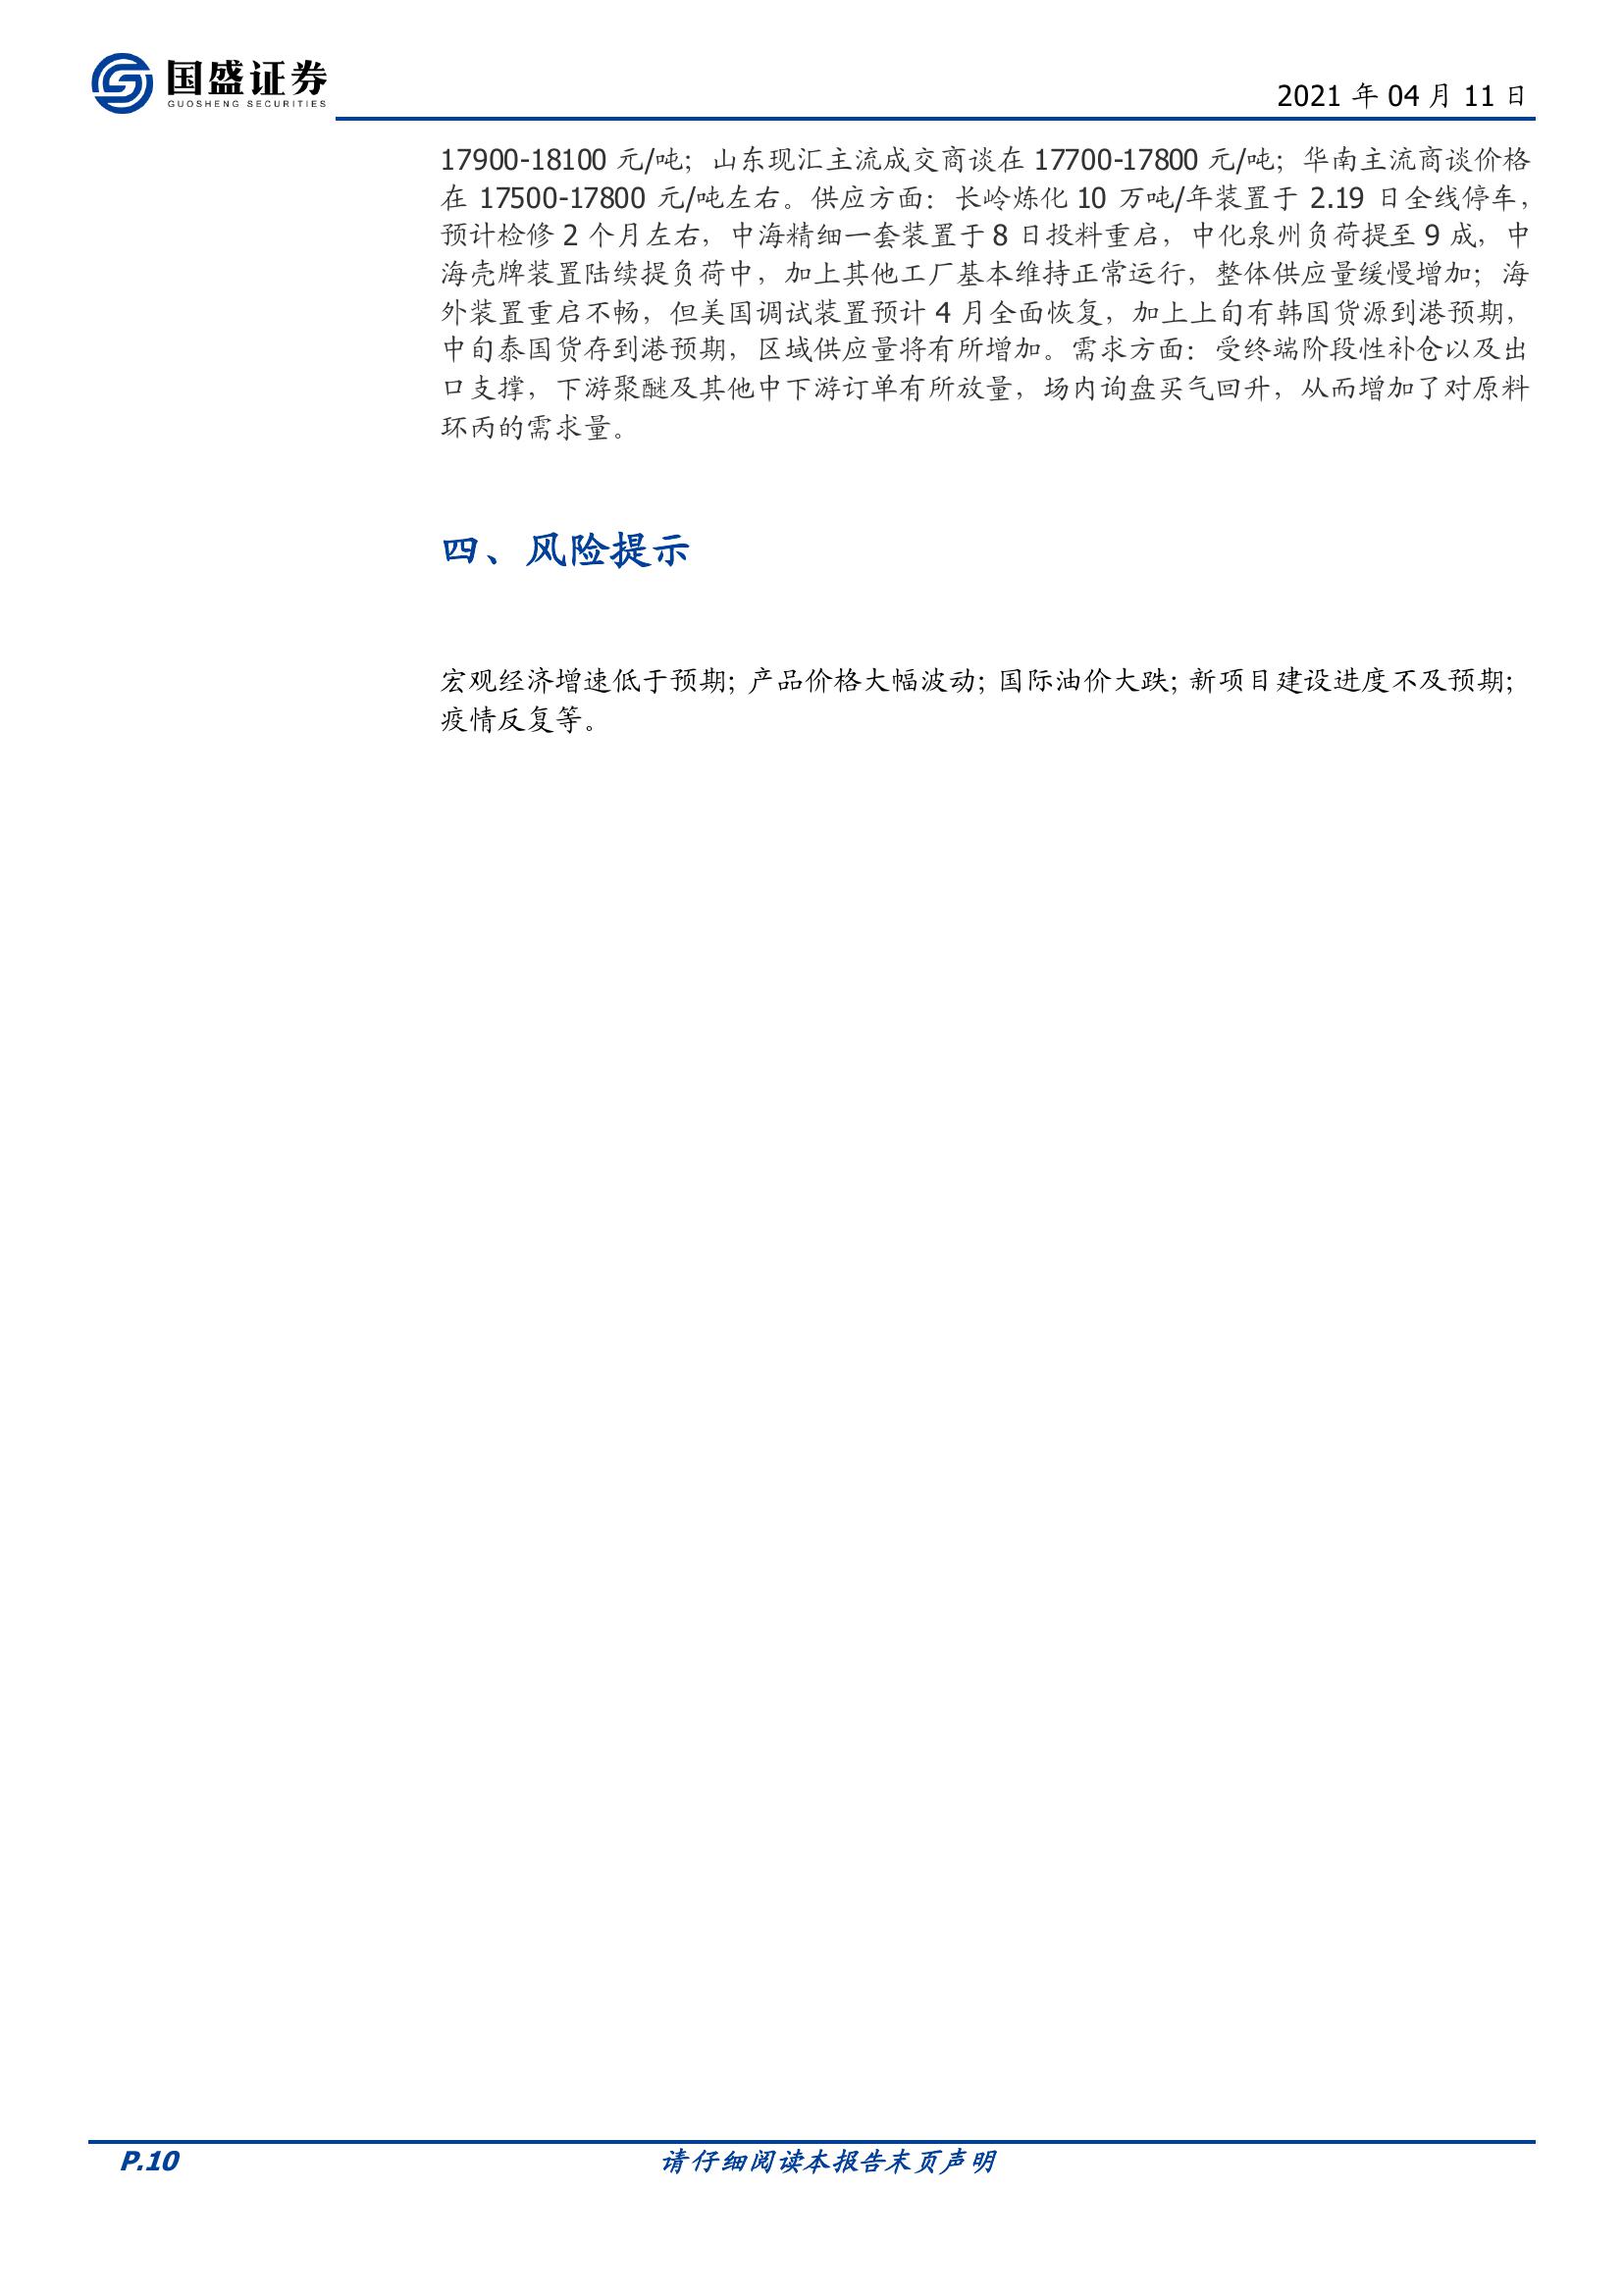 国盛证券
GUOSHENG SECURITIES
2021 年 04 月 11 日
17900-18100 元/吨；山东现汇主流成交商谈在 17700-17800 元/吨；华南主流商谈价格
在 17500-17800 元/吨左右。供应方面：长岭炼化 10 万吨/年装置于 2.19 日全线停车，
预计检修 2 个月左右，中海精细一套装置于 8 日投料重启，中化泉州负荷提至 9 成，中
海壳牌装置陆续提负荷中，加上其他工厂基本维持正常运行，整体供应量缓慢增加；海
外装置重启不畅，但美国调试装置预计 4 月全面恢复，加上上旬有韩国货源到港预期，
中旬泰国货存到港预期，区域供应量将有所增加。需求方面：受终端阶段性补仓以及出
口支撑，下游聚醚及其他中下游订单有所放量，场内询盘买气回升，从而增加了对原料
环丙的需求量。
四、风险提示
宏观经济增速低于预期；产品价格大幅波动；国际油价大跌；新项目建设进度不及预期；
疫情反复等。
P.10
请仔细阅读本报告末页声明